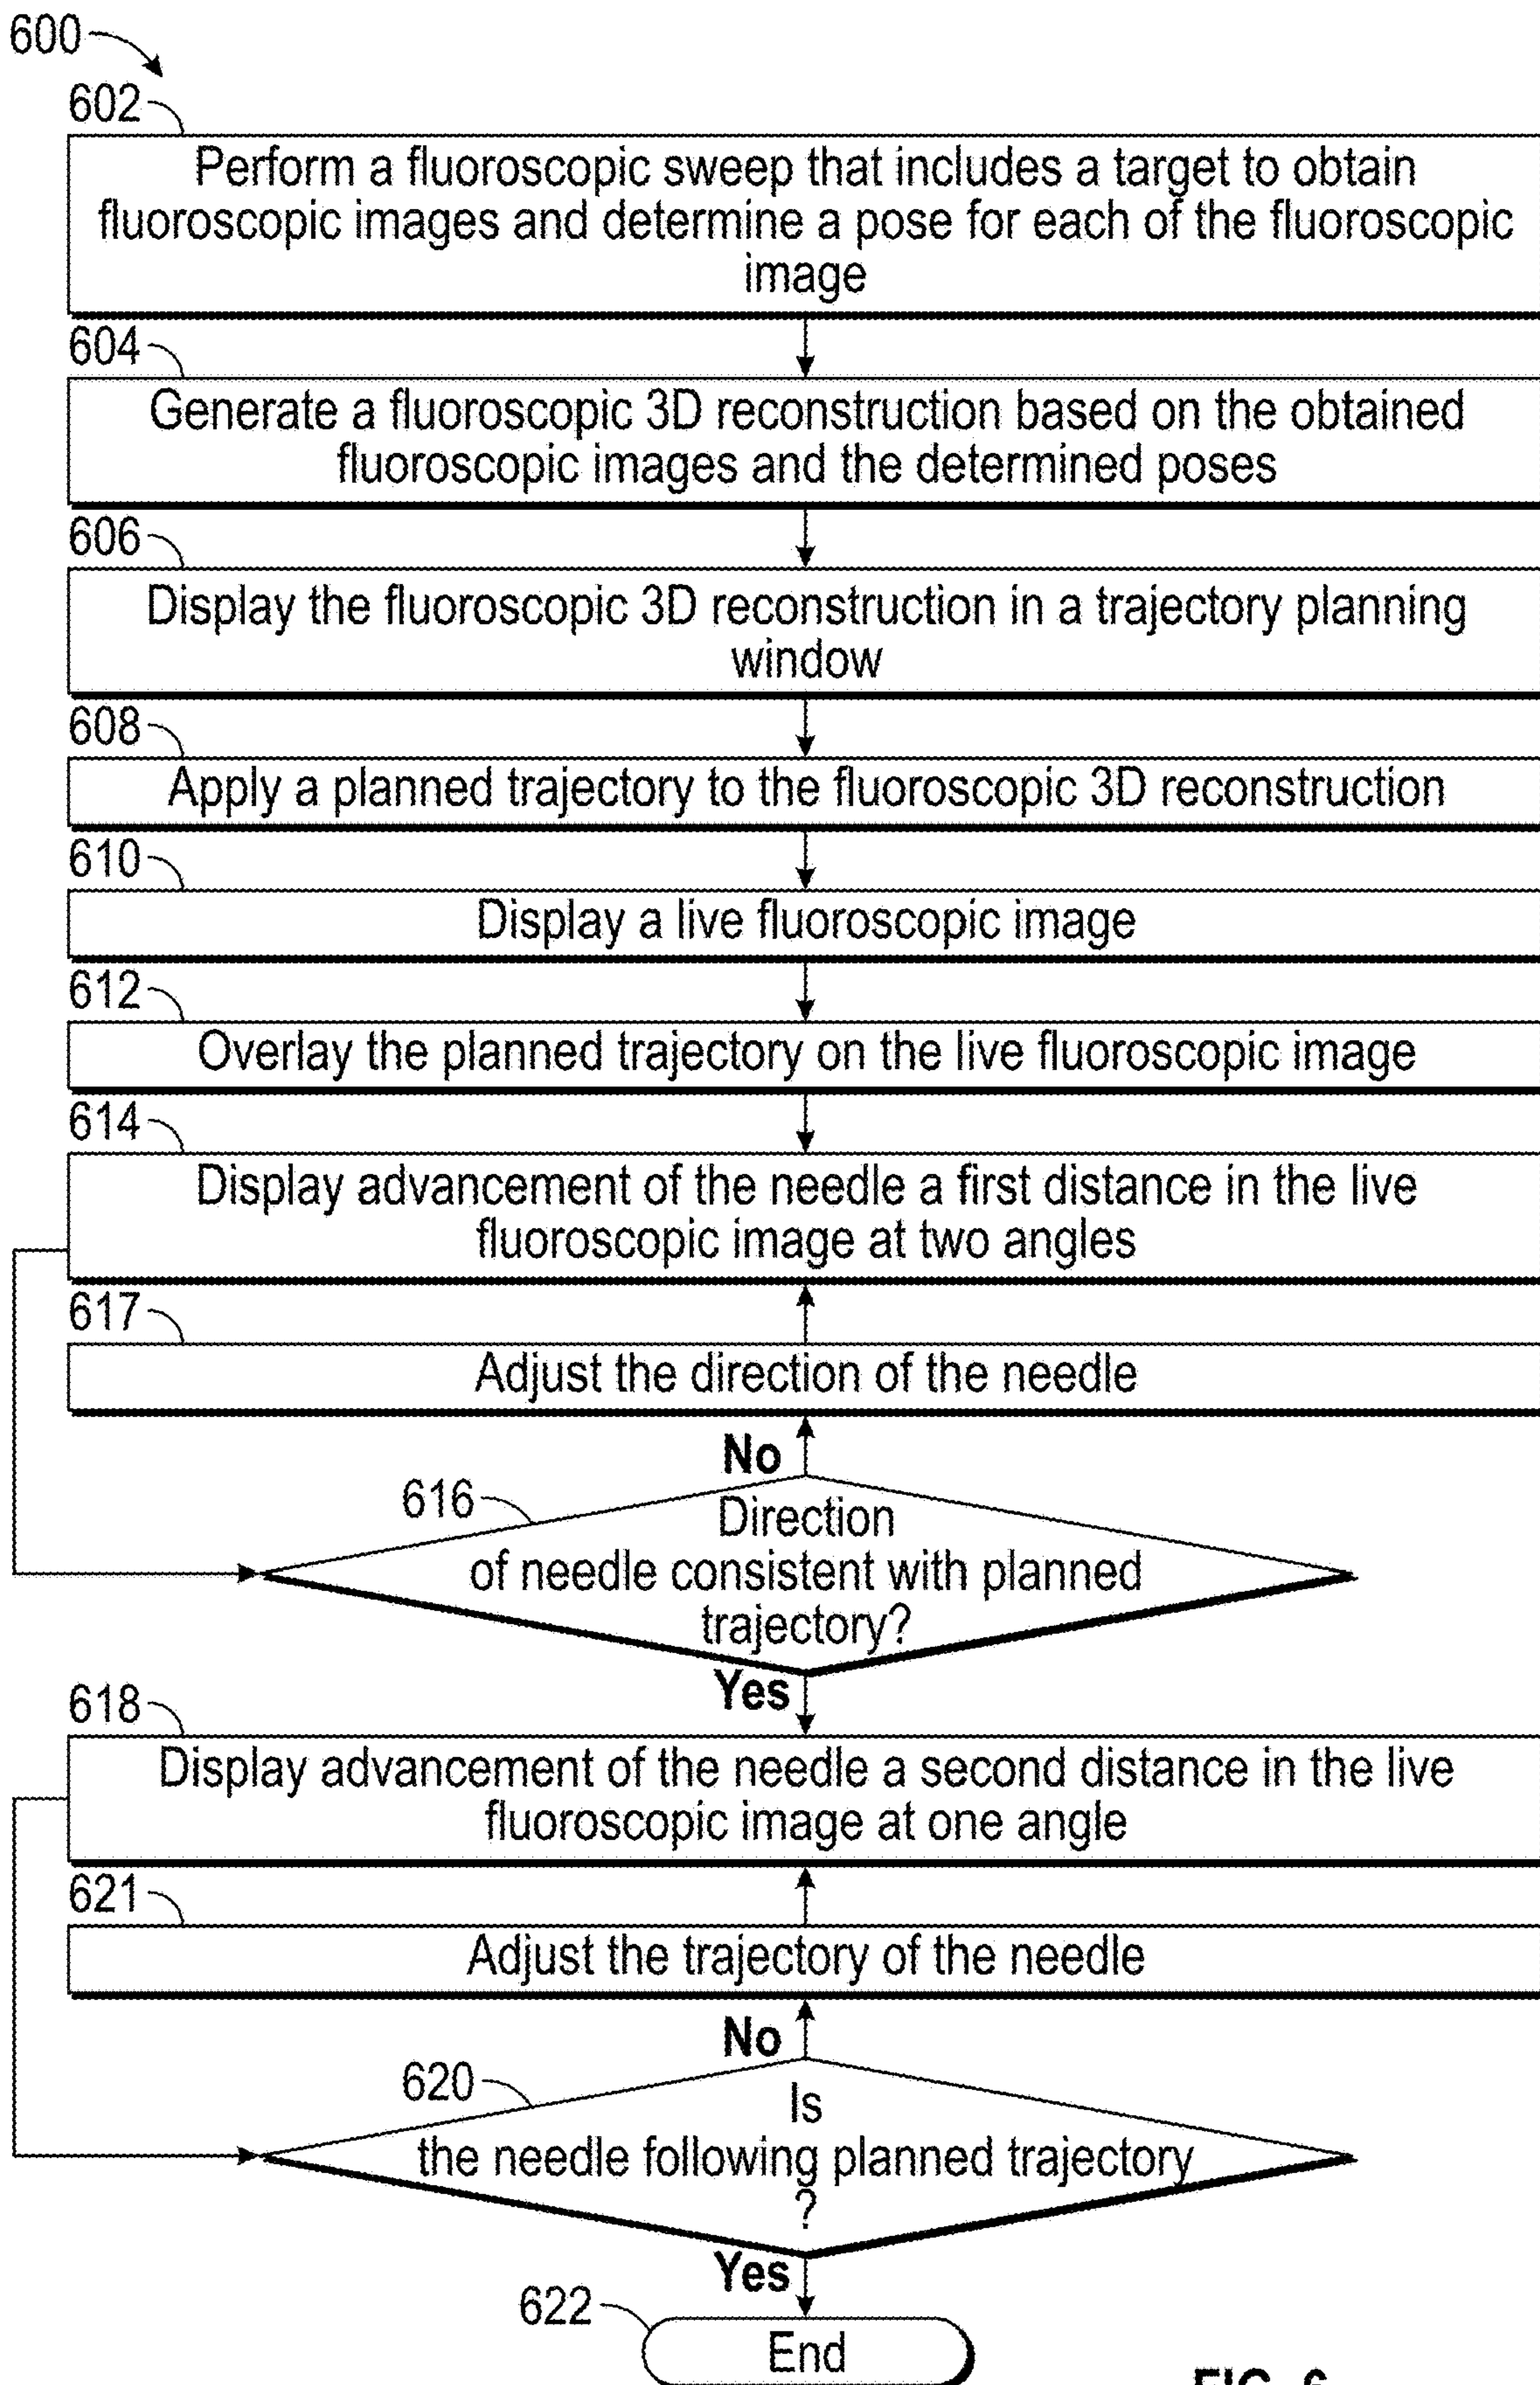 600
602
Perform a fluoroscopic sweep that includes a target to obtain
fluoroscopic images and determine a pose for each of the fluoroscopic
image
604
Generate a fluoroscopic 3D reconstruction based on the obtained
fluoroscopic images and the determined poses
606
Display the fluoroscopic 3D reconstruction in a trajectory planning
window
608
Apply a planned trajectory to the fluoroscopic 3D reconstruction
610
Display a live fluoroscopic image
612
Overlay the planned trajectory on the live fluoroscopic image
614
Display advancement of the needle a first distance in the live
fluoroscopic image at two angles
617
Adjust the direction of the needle
No
616
Direction
of needle consistent with planned
trajectory?
Yes
618
Display advancement of the needle a second distance in the live
fluoroscopic image at one angle
621
Adjust the trajectory of the needle
No
620
Is
the needle following planned trajectory
?
Yes
622
End
FIG. 6